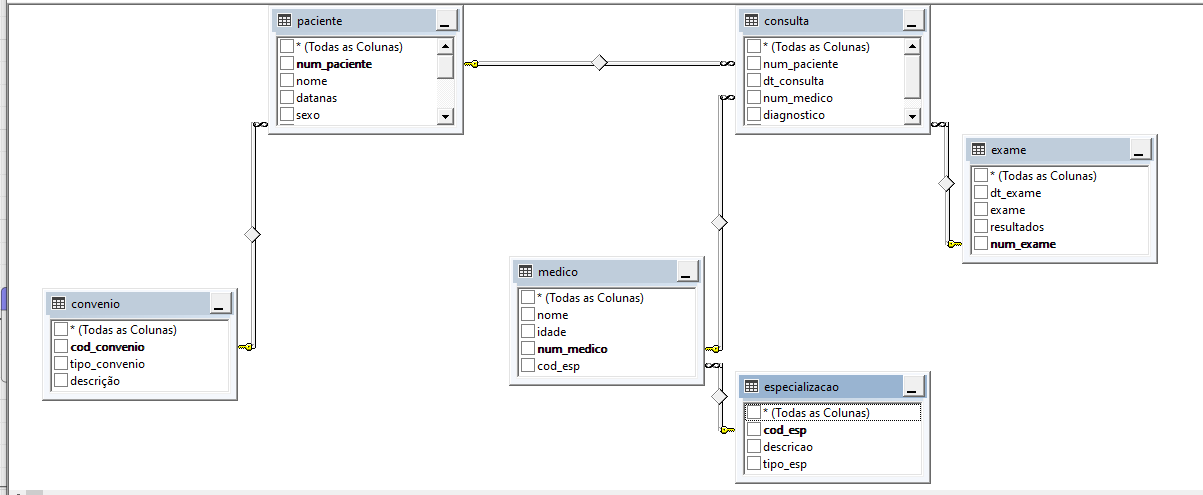 paciente
* (Todas as Colunas)
num_paciente
nome
datanas
sexo
consulta
* (Todas as Colunas)
num_paciente
dt_consulta
num_medico
diagnostico
exame
* (Todas as Colunas)
dt_exame
exame
resultados
num_exame
medico
* (Todas as Colunas)
nome
idade
num_medico
cod_esp
convenio
* (Todas as Colunas)
cod_convenio
tipo_convenio
descrição
especializacao
* (Todas as Colunas)
cod_esp
descricao
tipo_esp